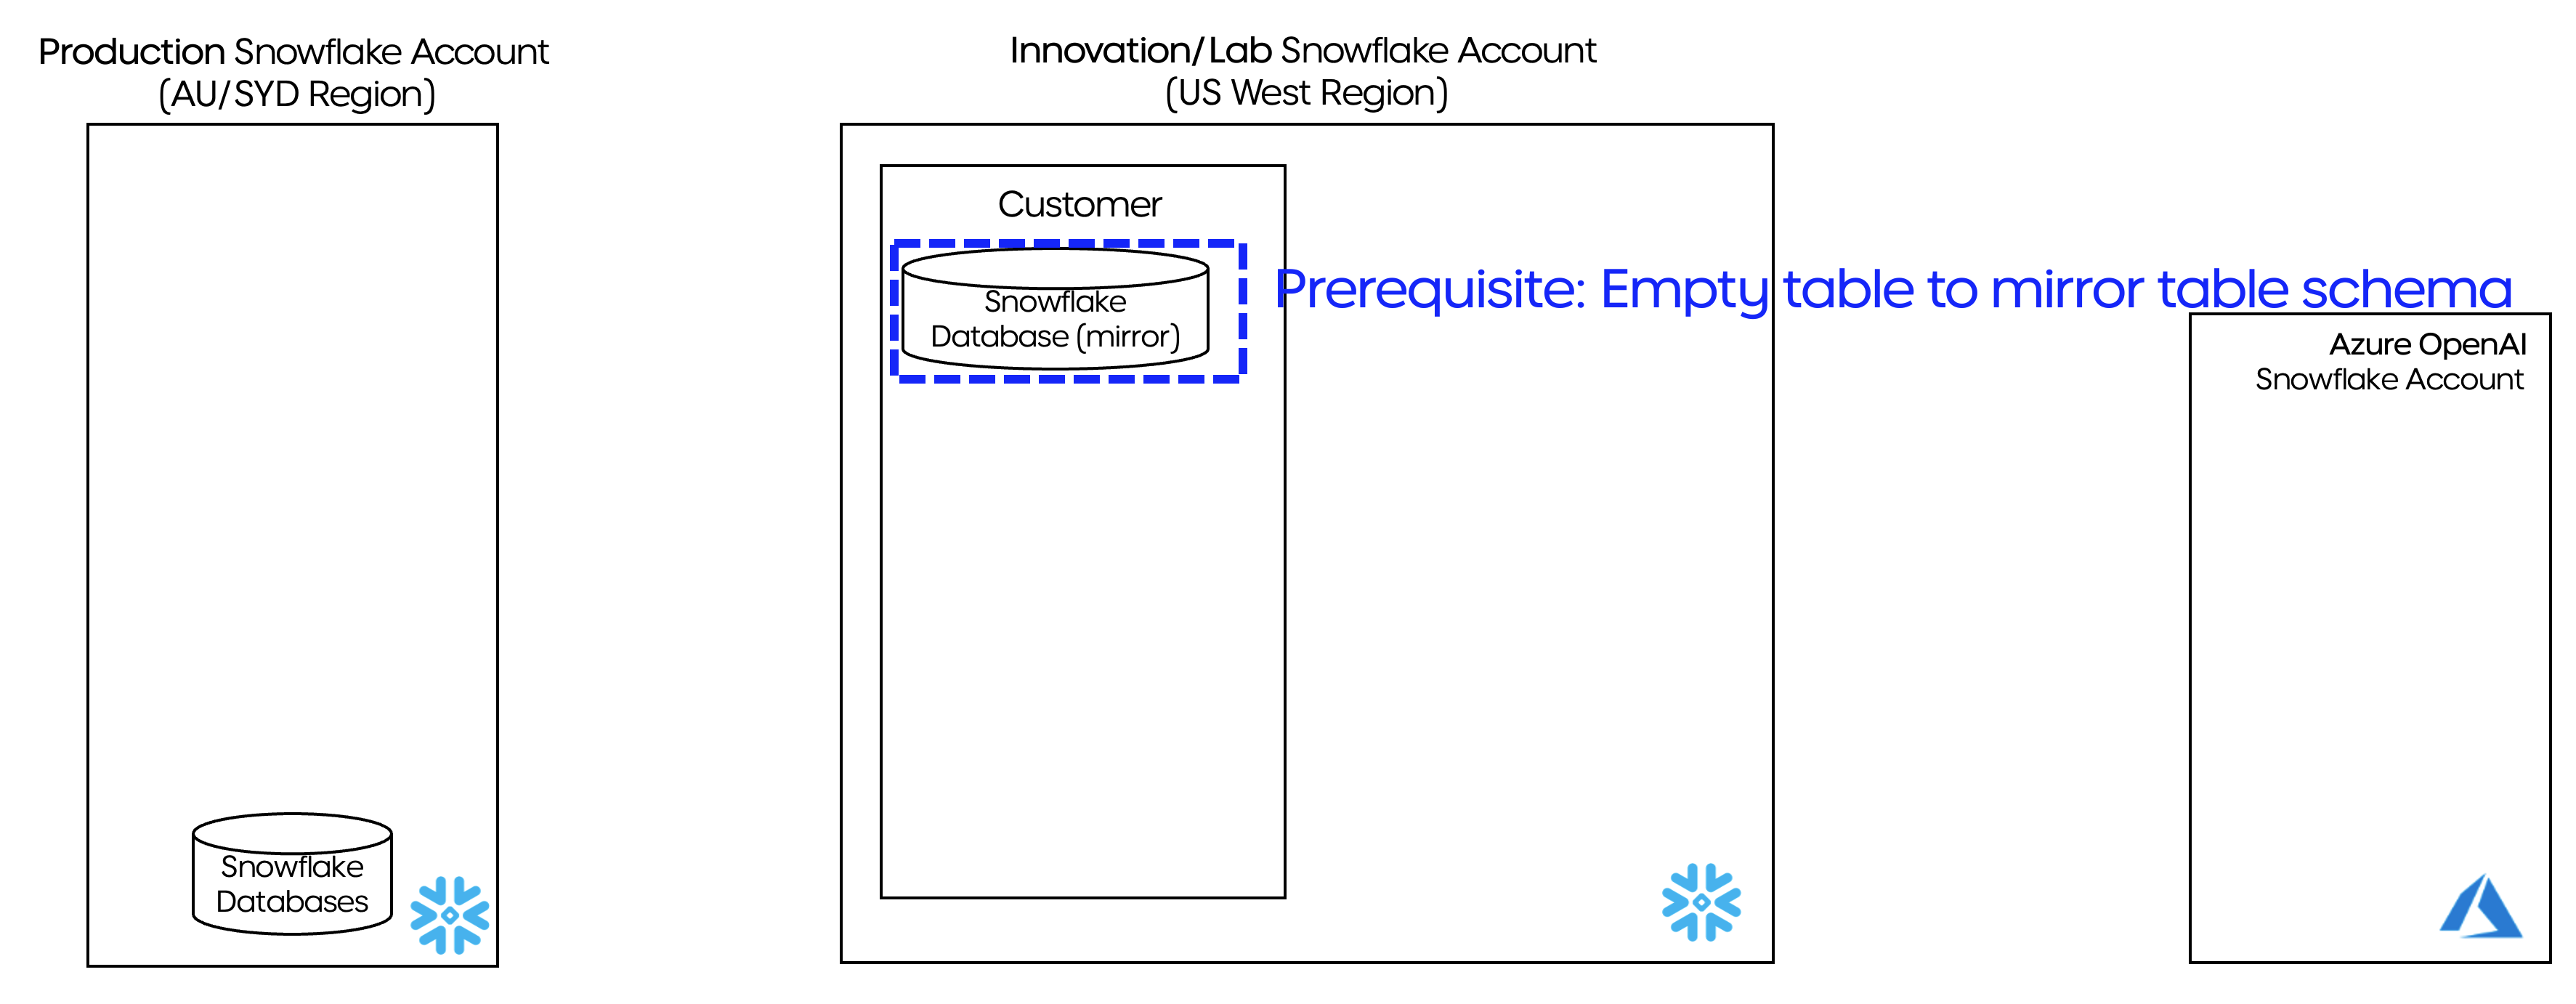 Production Snowflake Account
(AU/SYD Region)
Snowflake
Databases
Innovation/Lab Snowflake Account
(US West Region)
Customer
Snowflake
Database (mirror)
Prerequisite: Empty table to mirror table schema
Azure OpenAI
Snowflake Account